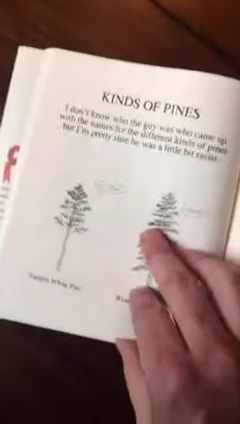 KINDS OF PINES
I don't know who the guy was who came up
with the names for the different kinds of pines
but I'm pretty sure he was a little bit racist.
White Pine